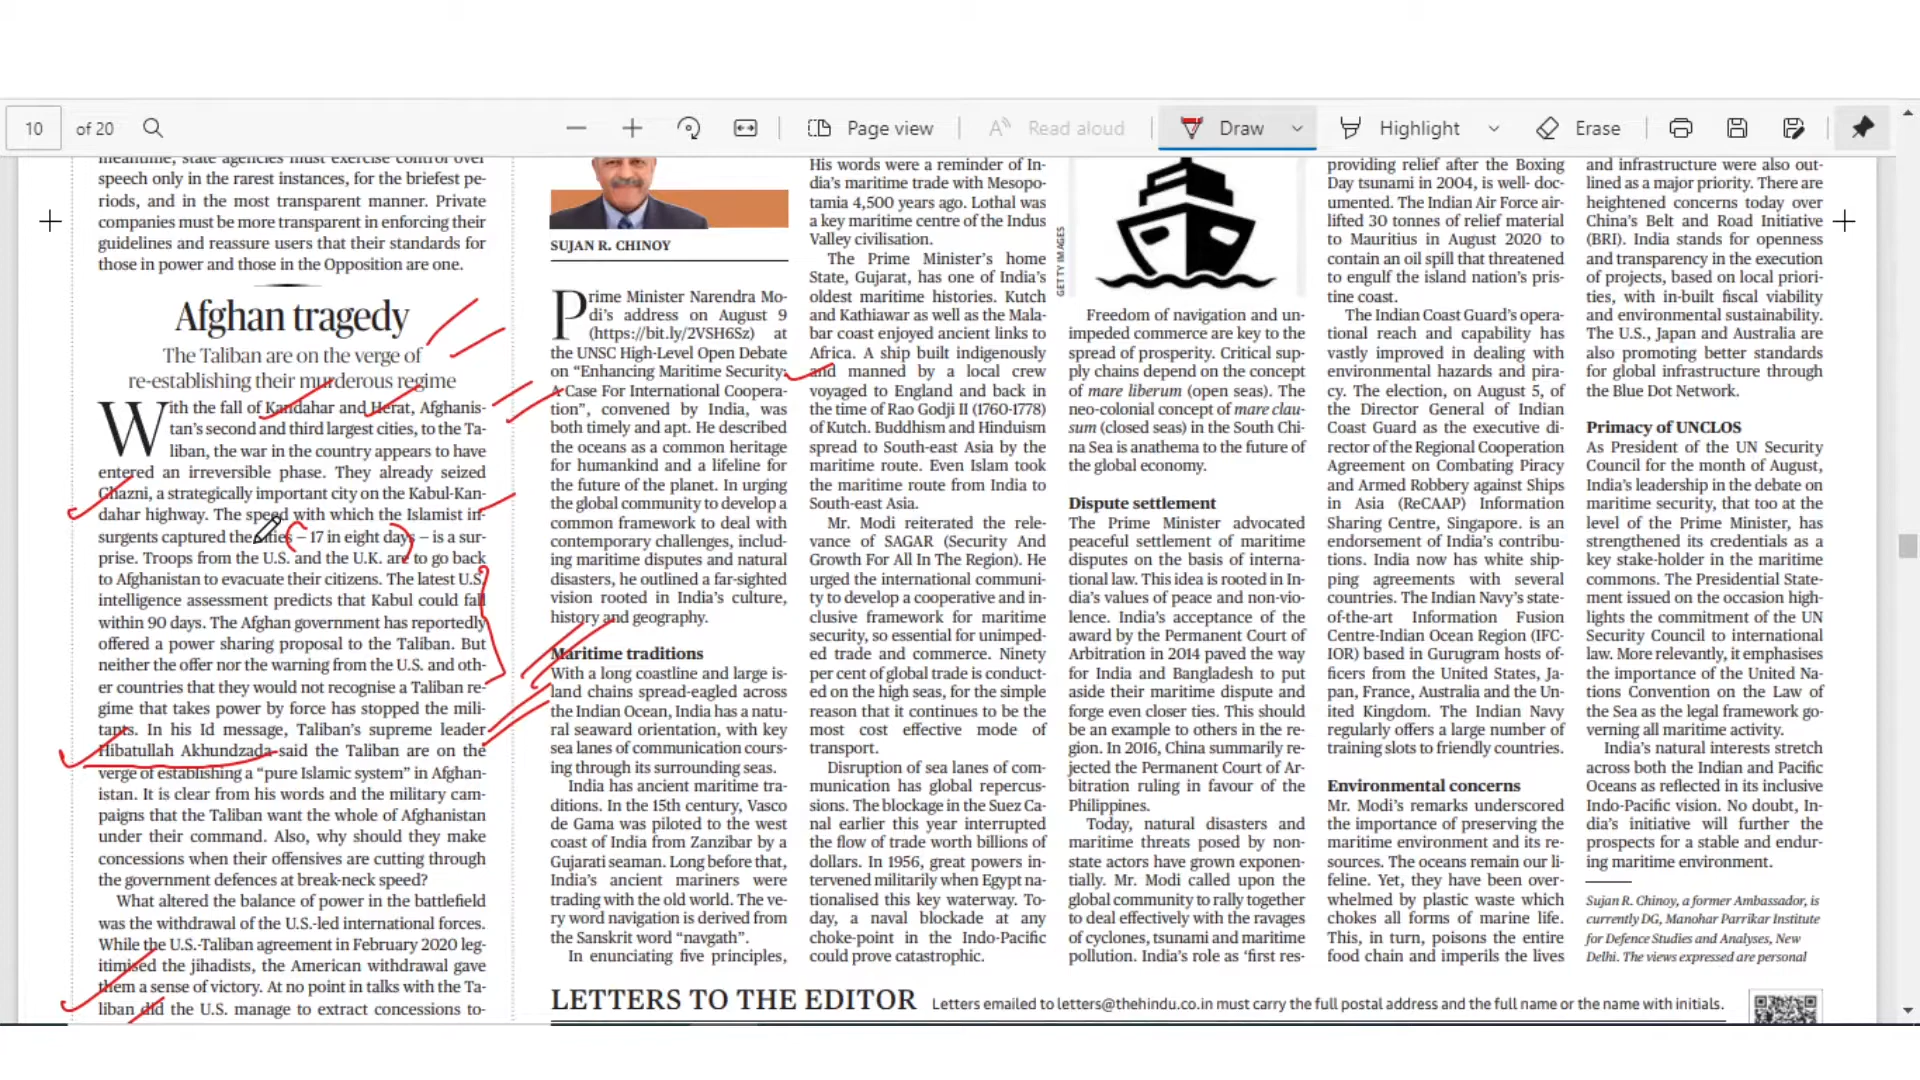 10 of 20
Page view
Read aloud
Draw
Highlight
Erase
meantime, state agencies must exercise control over
speech only in the rarest instances, for the briefest pe-
riods, and in the most transparent manner. Private
companies must be more transparent in enforcing their
guidelines and reassure users that their standards for
those in power and those in the Opposition are one.
Afghan tragedy
The Taliban are on the verge of
re-establishing their murderous regime
With the fall of Kandahar and Herat, Afghanis-
tan's second and third largest cities, to the Ta-
liban, the war in the country appears to have
entered an irreversible phase. They already seized
Ghazni, a strategically important city on the Kabul-Kan-
dahar highway. The speed with which the Islamist in-
surgents captured the cities – 17 in eight days – is a sur-
prise. Troops from the U.S. and the U.K. are to go back
to Afghanistan to evacuate their citizens. The latest U.S.
intelligence assessment predicts that Kabul could fall
within 90 days. The Afghan government has reportedly
offered a power sharing proposal to the Taliban. But
neither the offer nor the warning from the U.S. and oth-
er countries that they would not recognise a Taliban re-
gime that takes power by force has stopped the mili-
tants. In his Id message, Taliban's supreme leader
Hibatullah Akhundzada said the Taliban are on the
verge of establishing a “pure Islamic system” in Afghan-
istan. It is clear from his words and the military cam-
paigns that the Taliban want the whole of Afghanistan
under their command. Also, why should they make
concessions when their offensives are cutting through
the government defences at break-neck speed?
What altered the balance of power in the battlefield
was the withdrawal of the U.S.-led international forces.
While the U.S.-Taliban agreement in February 2020 leg-
itimised the jihadists, the American withdrawal gave
them a sense of victory. At no point in talks with the Ta-
liban did the U.S. manage to extract concessions to-
SUJAN R. CHINOY
Prime Minister Narendra Mo-
di's address on August 9
(https://bit.ly/2VSH6Sz) at
the UNSC High-Level Open Debate
on “Enhancing Maritime Security:
A Case For International Coopera-
tion”, convened by India, was
both timely and apt. He described
the oceans as a common heritage
for humankind and a lifeline for
the future of the planet. In urging
the global community to develop a
common framework to deal with
contemporary challenges, includ-
ing maritime disputes and natural
disasters, he outlined a far-sighted
vision rooted in India's culture,
history and geography.
Maritime traditions
With a long coastline and large is-
land chains spread-eagled across
the Indian Ocean, India has a natu-
ral seaward orientation, with key
sea lanes of communication cours-
ing through its surrounding seas.
India has ancient maritime tra-
ditions. In the 15th century, Vasco
de Gama was piloted to the west
coast of India from Zanzibar by a
Gujarati seaman. Long before that,
India's ancient mariners were
trading with the old world. The ve-
ry word navigation is derived from
the Sanskrit word “navgath”.
In enunciating five principles,
His words were a reminder of In-
dia's maritime trade with Mesopo-
tamia 4,500 years ago. Lothal was
a key maritime centre of the Indus
Valley civilisation.
The Prime Minister's home
State, Gujarat, has one of India's
oldest maritime histories. Kutch
and Kathiawar as well as the Mala-
bar coast enjoyed ancient links to
Africa. A ship built indigenously
and manned by a local crew
voyaged to England and back in
the time of Rao Godji II (1760-1778)
of Kutch. Buddhism and Hinduism
spread to South-east Asia by the
maritime route. Even Islam took
the maritime route from India to
South-east Asia.
Mr. Modi reiterated the rele-
vance of SAGAR (Security And
Growth For All In The Region). He
urged the international communi-
ty to develop a cooperative and in-
clusive framework for maritime
security, so essential for unimped-
ed trade and commerce. Ninety
per cent of global trade is conduct-
ed on the high seas, for the simple
reason that it continues to be the
most cost effective mode of
transport.
Disruption of sea lanes of com-
munication has global repercus-
sions. The blockage in the Suez Ca-
nal earlier this year interrupted
the flow of trade worth billions of
dollars. In 1956, great powers in-
tervened militarily when Egypt na-
tionalised this key waterway. To-
day, a naval blockade at any
choke-point in the Indo-Pacific
could prove catastrophic.
GETTY IMAGES
Freedom of navigation and un-
impeded commerce are key to the
spread of prosperity. Critical sup-
ply chains depend on the concept
of mare liberum (open seas). The
neo-colonial concept of mare clau-
sum (closed seas) in the South Chi-
na Sea is anathema to the future of
the global economy.
Dispute settlement
The Prime Minister advocated
peaceful settlement of maritime
disputes on the basis of interna-
tional law. This idea is rooted in In-
dia's values of peace and non-vio-
lence. India's acceptance of the
award by the Permanent Court of
Arbitration in 2014 paved the way
for India and Bangladesh to put
aside their maritime dispute and
forge even closer ties. This should
be an example to others in the re-
gion. In 2016, China summarily re-
jected the Permanent Court of Ar-
bitration ruling in favour of the
Philippines.
Today, natural disasters and
maritime threats posed by non-
state actors have grown exponen-
tially. Mr. Modi called upon the
global community to rally together
to deal effectively with the ravages
of cyclones, tsunami and maritime
pollution. India's role as ‘first res-
providing relief after the Boxing
Day tsunami in 2004, is well- doc-
umented. The Indian Air Force air-
lifted 30 tonnes of relief material
to Mauritius in August 2020 to
contain an oil spill that threatened
to engulf the island nation's pris-
tine coast.
The Indian Coast Guard's opera-
tional reach and capability has
vastly improved in dealing with
environmental hazards and pira-
cy. The election, on August 5, of
the Director General of Indian
Coast Guard as the executive di-
rector of the Regional Cooperation
Agreement on Combating Piracy
and Armed Robbery against Ships
in Asia (ReCAAP) Information
Sharing Centre, Singapore. is an
endorsement of India's contribu-
tions. India now has white ship-
ping agreements with several
countries. The Indian Navy's state-
of-the-art Information Fusion
Centre-Indian Ocean Region (IFC-
IOR) based in Gurugram hosts of-
ficers from the United States, Ja-
pan, France, Australia and the Un-
ited Kingdom. The Indian Navy
regularly offers a large number of
training slots to friendly countries.
Environmental concerns
Mr. Modi's remarks underscored
the importance of preserving the
maritime environment and its re-
sources. The oceans remain our li-
feline. Yet, they have been over-
whelmed by plastic waste which
chokes all forms of marine life.
This, in turn, poisons the entire
food chain and imperils the lives
and infrastructure were also out-
lined as a major priority. There are
heightened concerns today over
China's Belt and Road Initiative
(BRI). India stands for openness
and transparency in the execution
of projects, based on local priori-
ties, with in-built fiscal viability
and environmental sustainability.
The U.S., Japan and Australia are
also promoting better standards
for global infrastructure through
the Blue Dot Network.
Primacy of UNCLOS
As President of the UN Security
Council for the month of August,
India's leadership in the debate on
maritime security, that too at the
level of the Prime Minister, has
strengthened its credentials as a
key stake-holder in the maritime
commons. The Presidential State-
ment issued on the occasion high-
lights the commitment of the UN
Security Council to international
law. More relevantly, it emphasises
the importance of the United Na-
tions Convention on the Law of
the Sea as the legal framework go-
verning all maritime activity.
India's natural interests stretch
across both the Indian and Pacific
Oceans as reflected in its inclusive
Indo-Pacific vision. No doubt, In-
dia's initiative will further the
prospects for a stable and endur-
ing maritime environment.
Sujan R. Chinoy, a former Ambassador, is
currently DG, Manohar Parrikar Institute
for Defence Studies and Analyses, New
Delhi. The views expressed are personal
LETTERS TO THE EDITOR Letters emailed to letters@thehindu.co.in must carry the full postal address and the full name or the name with initials.